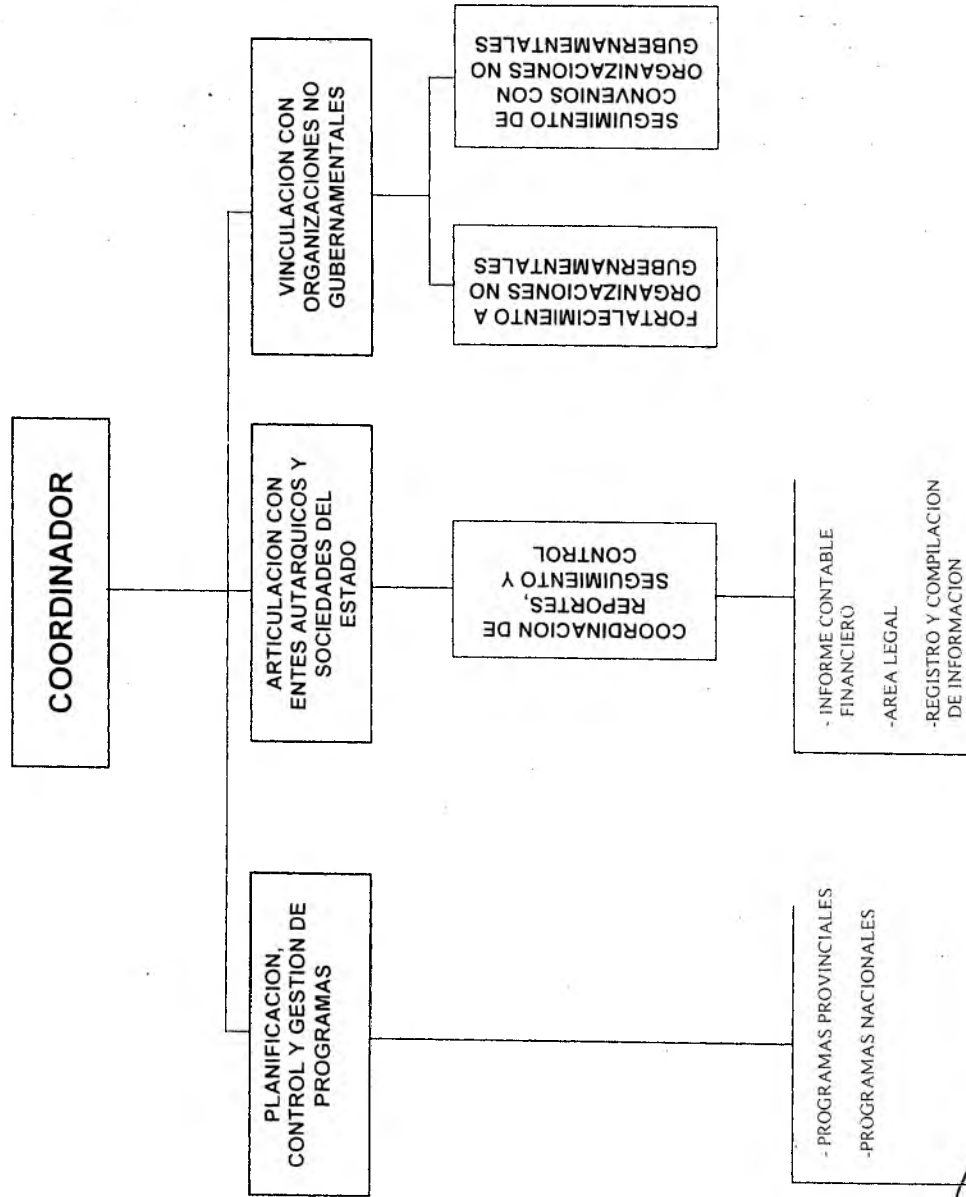 COORDINADOR
PLANIFICACION,
CONTROL Y GESTION DE
PROGRAMAS
- PROGRAMAS PROVINCIALES
-PROGRAMAS NACIONALES
ARTICULACION CON
ENTES AUTARQUICOS Y
SOCIEDADES DEL
ESTADO
COORDINACION DE
REPORTES,
SEGUIMIENTO Y
CONTROL
- INFORME CONTABLE
FINANCIERO
-AREA LEGAL
-REGISTRO Y COMPILACION
DE INFORMACION
VINCULACION CON
ORGANIZACIONES NO
GUBERNAMENTALES
FORTALECIMIENTO A
ORGANIZACIONES NO
GUBERNAMENTALES
SEGUIMIENTO DE
CONVENIOS CON
ORGANIZACIONES NO
GUBERNAMENTALES